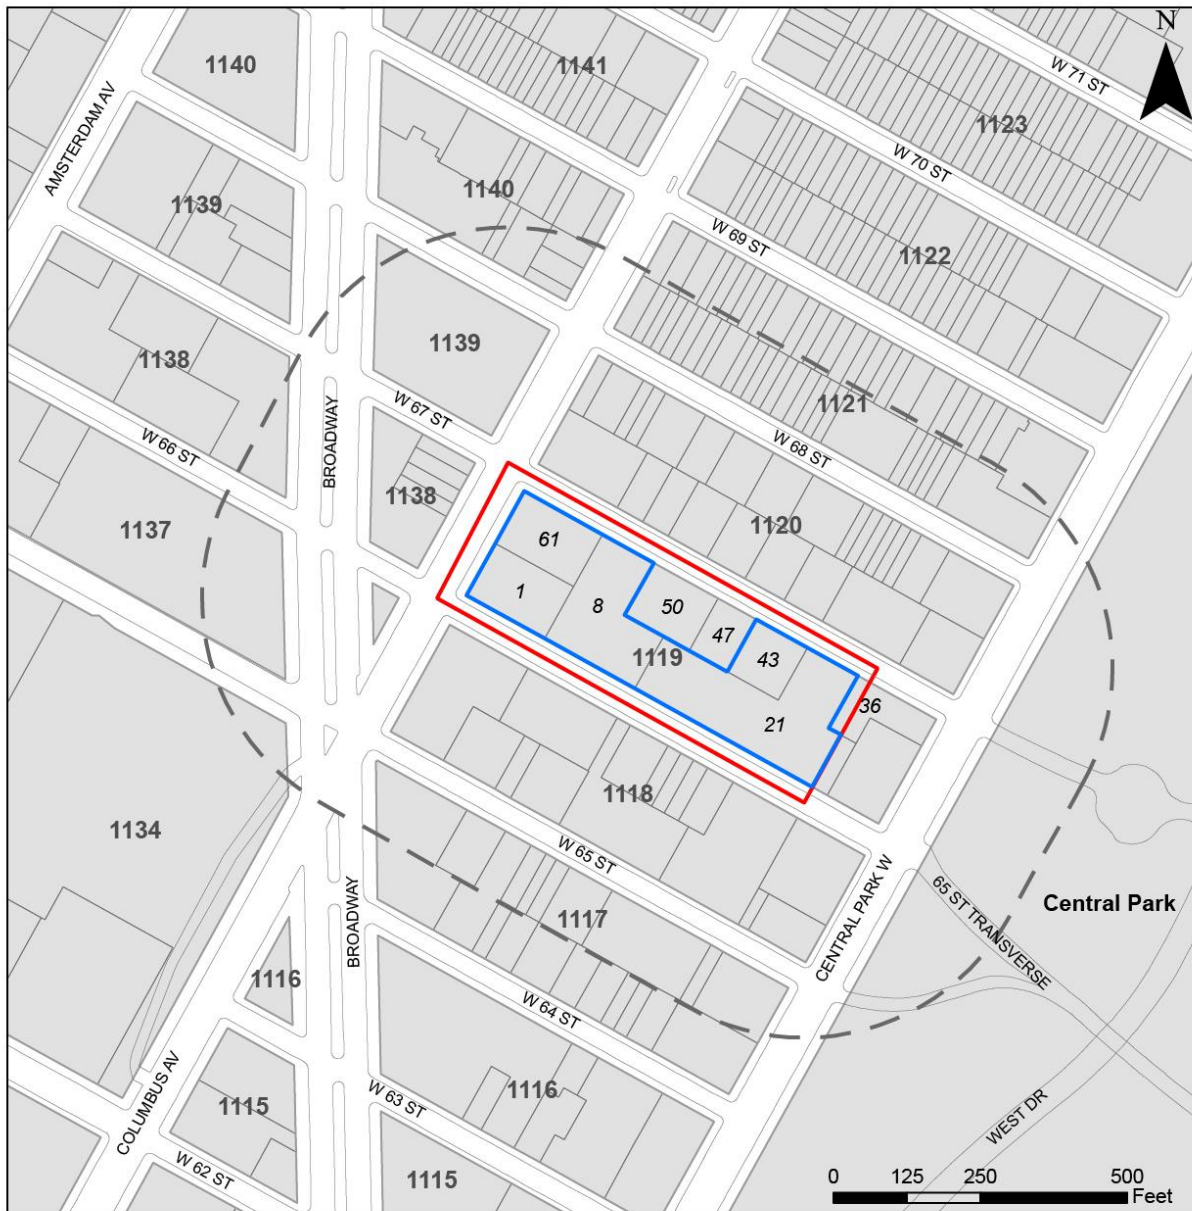 N
1140
1141
W 71 ST
1123
AMSTERDAM AV
W 70 ST
1140
1139
W 69 ST
1122
1139
1138
1121
W 67 ST
BROADWAY
W 68 ST
W 66 ST
1138
1120
1137
61
1
8
50
47
43
1119
36
21
1118
1134
W 65 ST
CENTRAL PARK W
65 ST TRANSVERSE
Central Park
1117
BROADWAY
1116
W 64 ST
COLUMBUS AV
1115
1116
W 63 ST
WEST DR
W 62 ST
1115
0 125 250 500
Feet